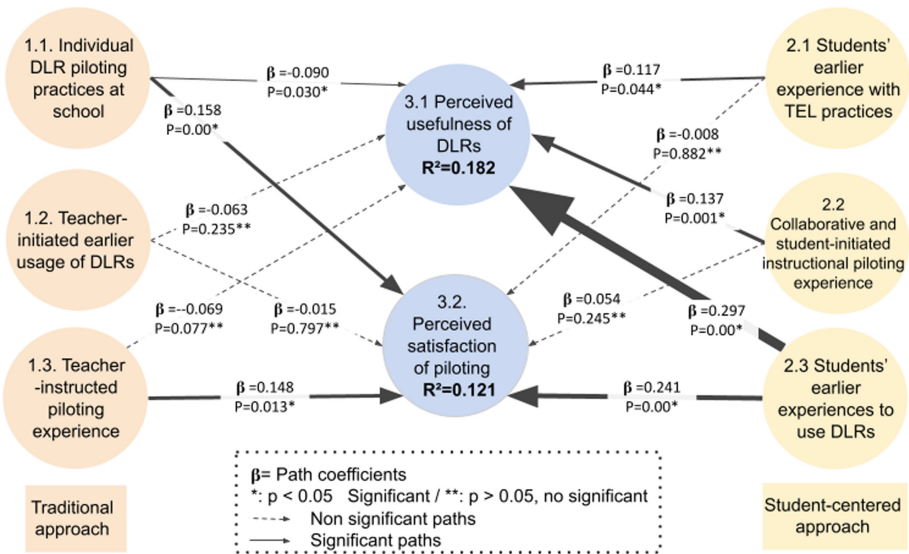 1.1. Individual
DLR piloting
practices at
school
β=-0.090
P=0.030*
β =0.158
P=0.00*
1.2. Teacher-
initiated earlier
usage of DLRs
β=-0.063
P=0.235**
β=-0.015
P=0.797**
1.3. Teacher
-instructed
piloting
experience
β=--0.069
P=0.077**
β =0.148
P=0.013*
3.1 Perceived
usefulness of
DLRs
R²=0.182
3.2.
Perceived
satisfaction
of piloting
R²=0.121
2.1 Students'
earlier
experience with
TEL practices
β =0.117
P=0.044*
β=-0.008
P=0.882**
2.2
Collaborative and
student-initiated
instructional piloting
experience
β =0.137
P=0.001*
β =0.054
P=0.245**
2.3 Students'
earlier
experiences to
use DLRs
β =0.297
P=0.00*
β =0.241
P=0.00*
Traditional
approach
β= Path coefficients
*: p < 0.05 Significant / **: p > 0.05, no significant
Non significant paths
Significant paths
Student-centered
approach